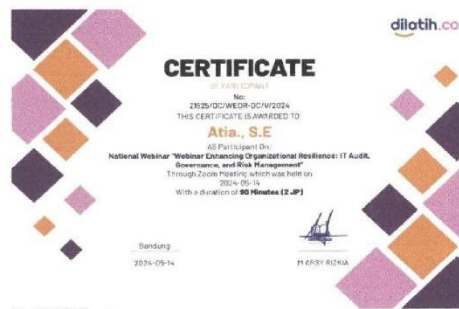 dilatih.co
CERTIFICATE
OF PARTICIPANT
No:
21525/DC/WEOR-DC/V/2024
THIS CERTIFICATE IS AWARDED TO
Atia., S.E
AS Participant On:
National Webinar "Webinar Enhancing Organizational Resilience: IT Audit,
Governance, and Risk Management"
Through Zoom Meeting which was held on
2024-05-14
With a duration of 90 Minutes (2 JP)
Bandung
2024-05-14
M ARSY RIZKIA